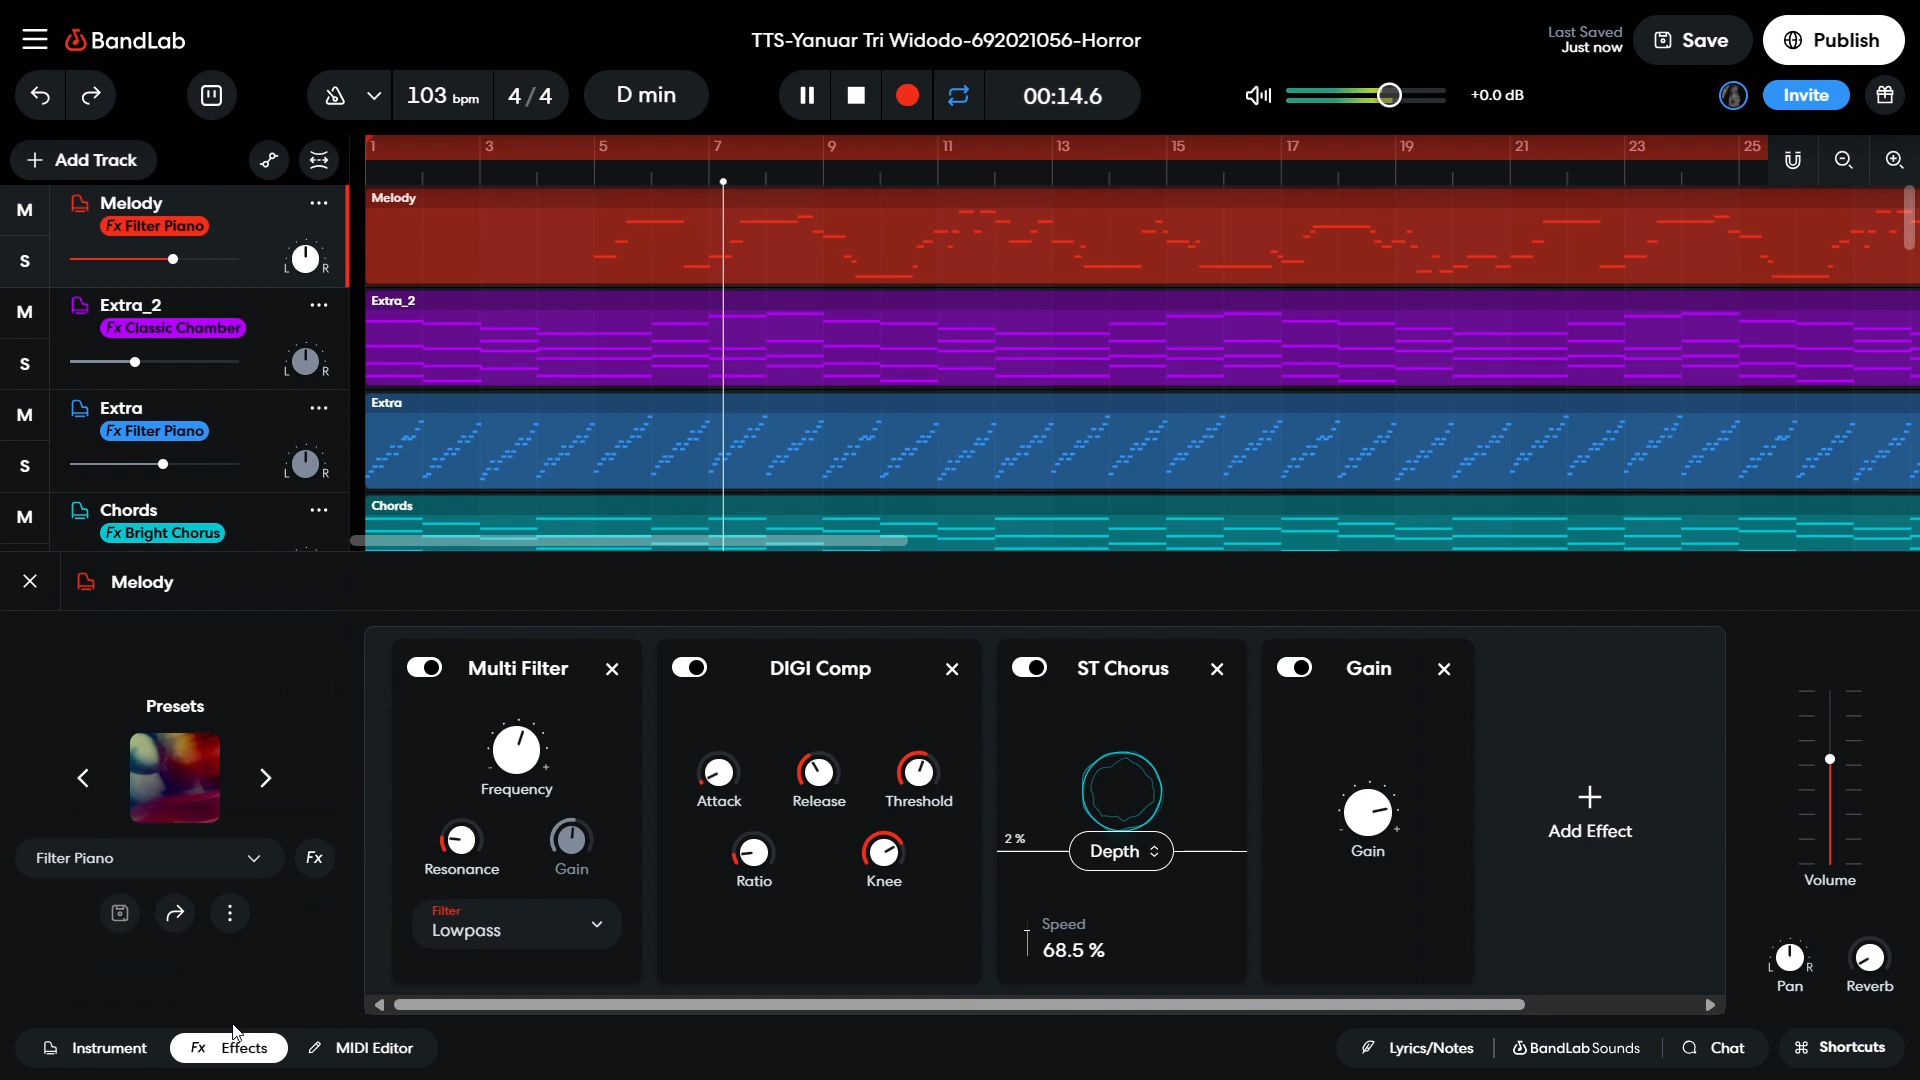 BandLab
TTS-Yanuar Tri Widodo-692021056-Horror
Last Saved
Just now
Save
Publish
103 bpm
4 / 4
D min
00:14.6
+0.0 dB
Invite
Add Track
1 3 5 7 9 11 13 15 17 19 21 23 25
M
S
Melody
Fx Filter Piano
L R
Melody
M
S
Extra_2
Fx Classic Chamber
L R
Extra_2
M
S
Extra
Fx Filter Piano
L R
Extra
M
Chords
Fx Bright Chorus
Chords
Melody
Presets
Filter Piano
Fx
Multi Filter
Frequency
- +
Resonance
Gain
Filter
Lowpass
DIGI Comp
Attack
Release
Threshold
Ratio
Knee
ST Chorus
2 %
Depth
Speed
68.5 %
Gain
- +
Gain
Add Effect
Volume
L R
Pan
Reverb
Instrument
Fx Effects
MIDI Editor
Lyrics/Notes
BandLab Sounds
Chat
Shortcuts